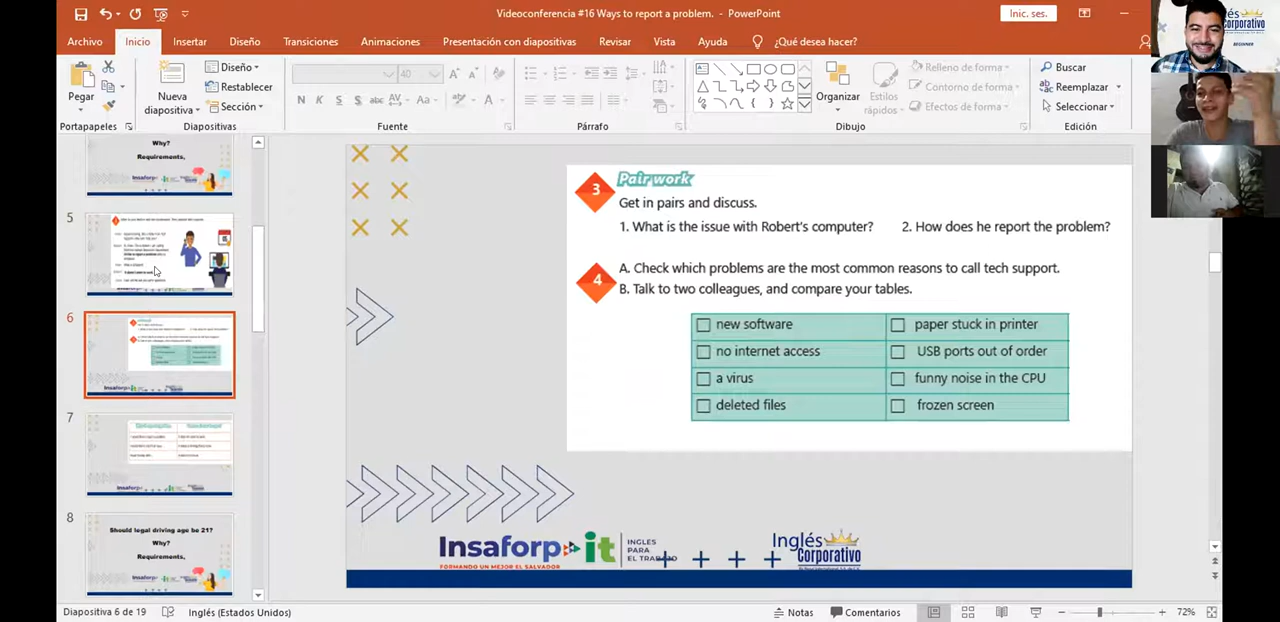 Videoconferencia #16 Ways to report a problem. - PowerPoint
Inic. ses.
Archivo Inicio Insertar Diseño Transiciones Animaciones Presentación con diapositivas Revisar Vista Ayuda ¿Qué desea hacer?
Pegar
Nueva diapositiva
Diseño
Restablecer
Sección
40
N K S S abc AV Aa A
Organizar
Estilos rápidos
Relleno de forma
Contorno de forma
Efectos de forma
Buscar
Reemplazar
Seleccionar
Portapapeles Diapositivas Fuente Párrafo Dibujo Edición
Why?
Requirements,
5
6
7
8
Should legal driving age be 21?
Why?
Requirements,
3 Pair work
Get in pairs and discuss.
1. What is the issue with Robert's computer? 2. How does he report the problem?
4 A. Check which problems are the most common reasons to call tech support.
B. Talk to two colleagues, and compare your tables.
new software paper stuck in printer
no internet access USB ports out of order
a virus funny noise in the CPU
deleted files frozen screen
Insaforp it INGLES PARA EL TRABAJO
FORMANDO UN MEJOR EL SALVADOR
Inglés Corporativo
Diapositiva 6 de 19 Inglés (Estados Unidos) Notas Comentarios 72%